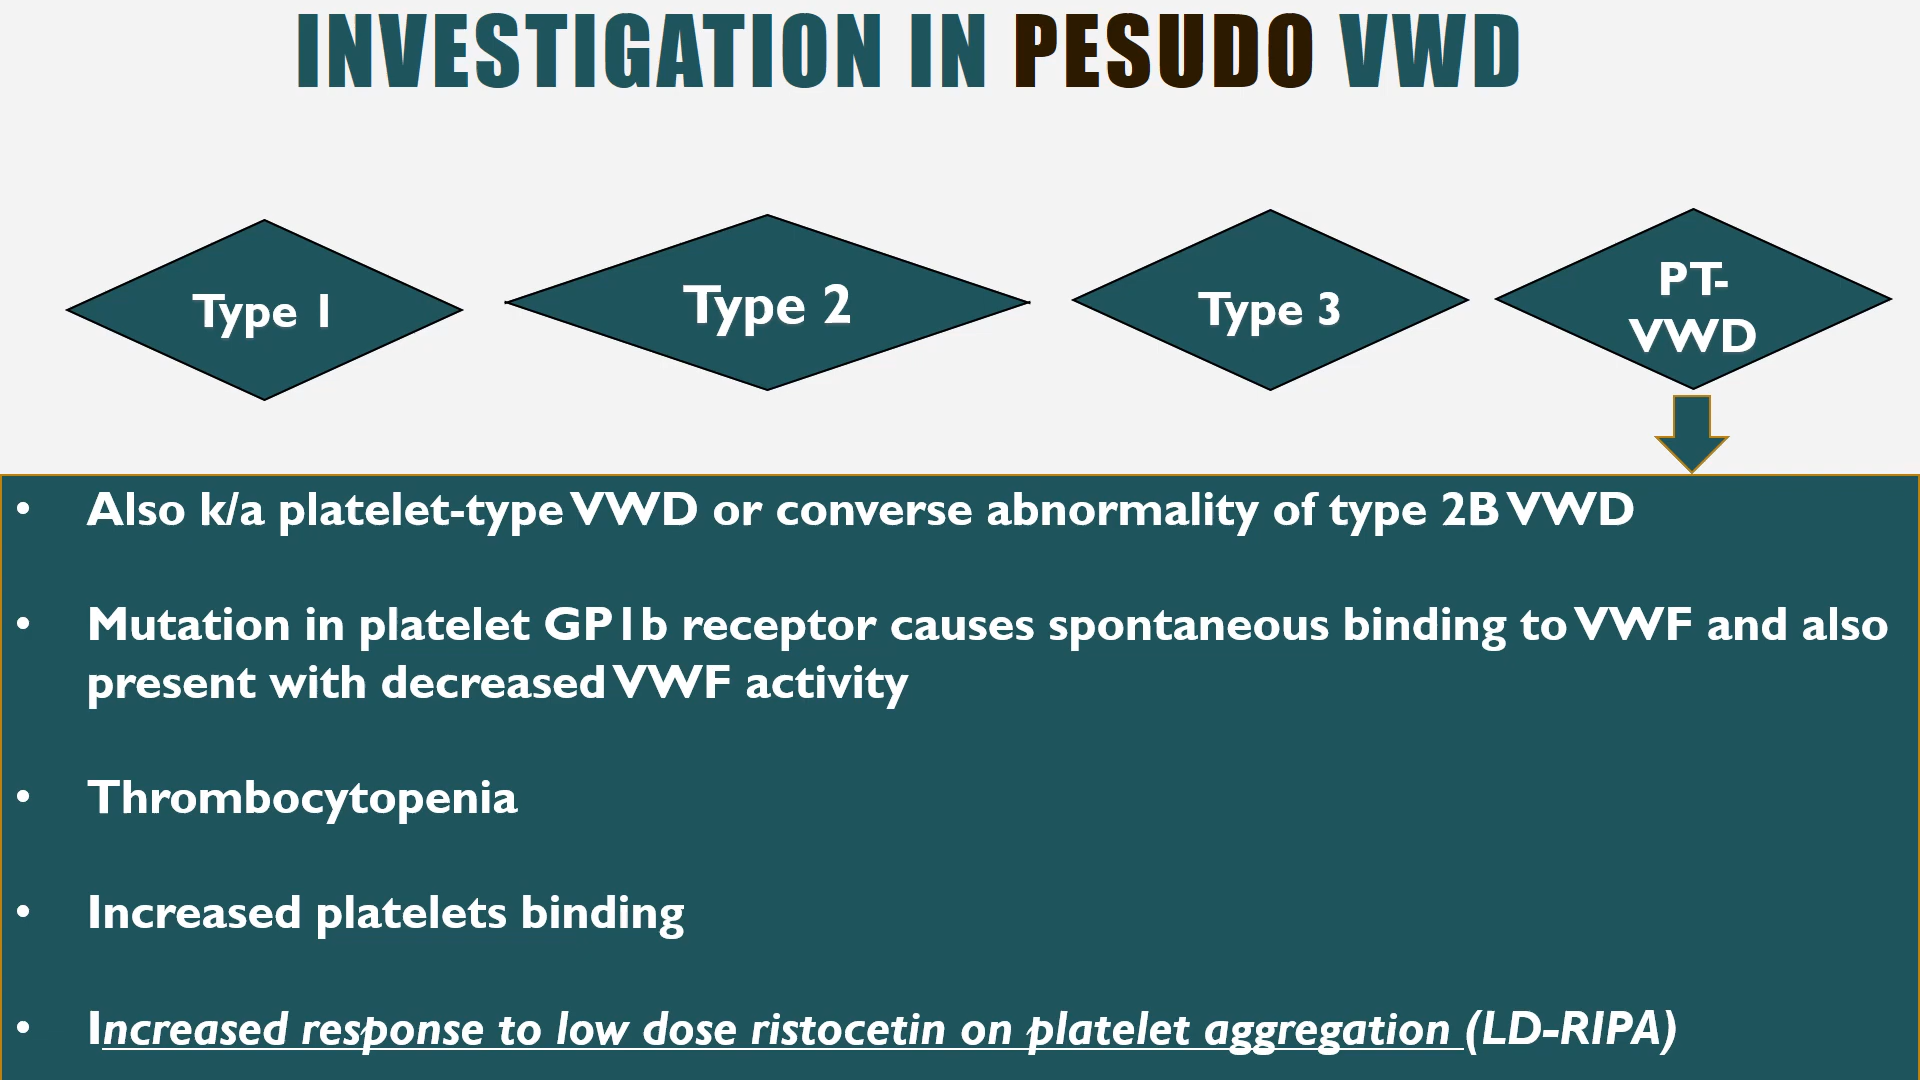 INVESTIGATION IN PESUDO VWD
Type 1
Type 2
Type 3
PT-
VWD
• Also k/a platelet-type VWD or converse abnormality of type 2B VWD
• Mutation in platelet GP1b receptor causes spontaneous binding to VWF and also
present with decreased VWF activity
• Thrombocytopenia
• Increased platelets binding
• Increased response to low dose ristocetin on platelet aggregation (LD-RIPA)